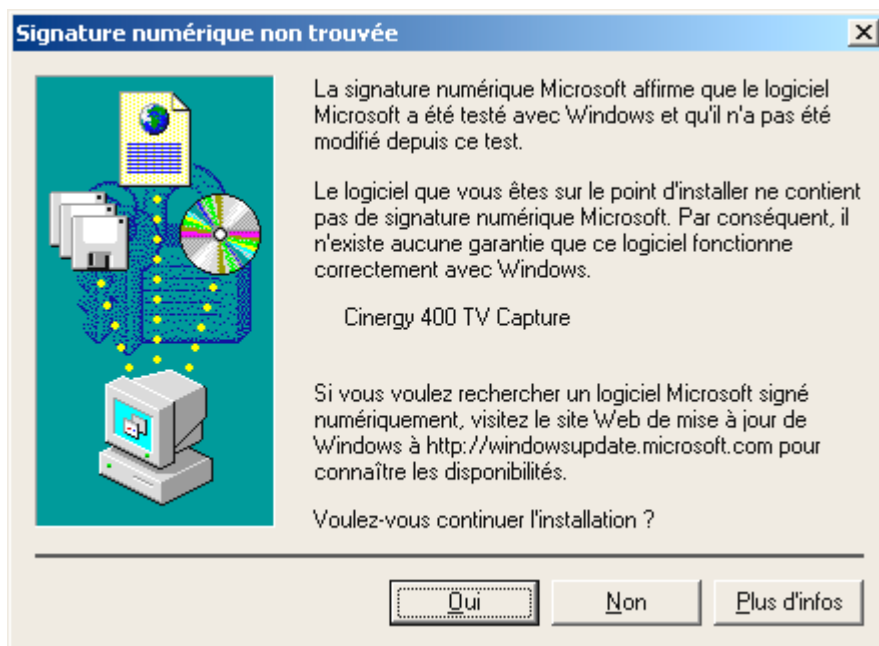 Signature numérique non trouvée
La signature numérique Microsoft affirme que le logiciel
Microsoft a été testé avec Windows et qu'il n'a pas été
modifié depuis ce test.
Le logiciel que vous êtes sur le point d'installer ne contient
pas de signature numérique Microsoft. Par conséquent, il
n'existe aucune garantie que ce logiciel fonctionne
correctement avec Windows.
Cinergy 400 TV Capture
Si vous voulez rechercher un logiciel Microsoft signé
numériquement, visitez le site Web de mise à jour de
Windows à http://windowsupdate.microsoft.com pour
connaître les disponibilités.
Voulez-vous continuer l'installation ?
Oui
Non
Plus d'infos